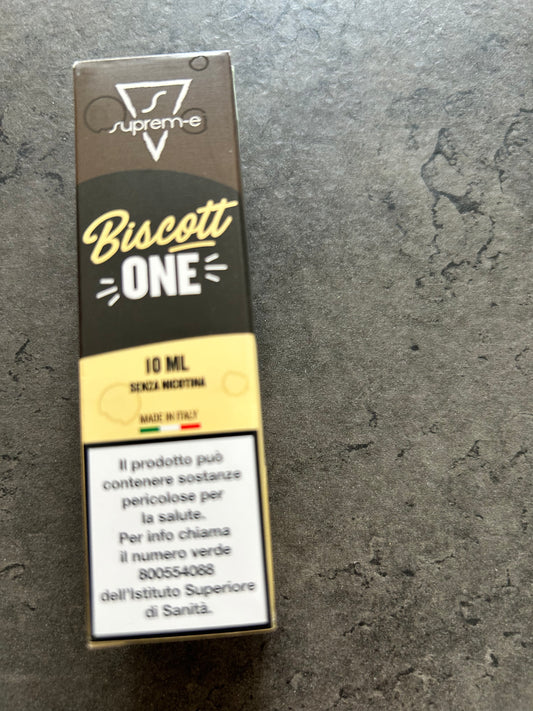 S
suprem-e
Biscott
ONE
10 ML
SENZA NICOTINA
MADE IN ITALY
Il prodotto può
contenere sostanze
pericolose per
la salute.
Per info chiama
il numero verde
800554088
dell'Istituto Superiore
di Sanità.